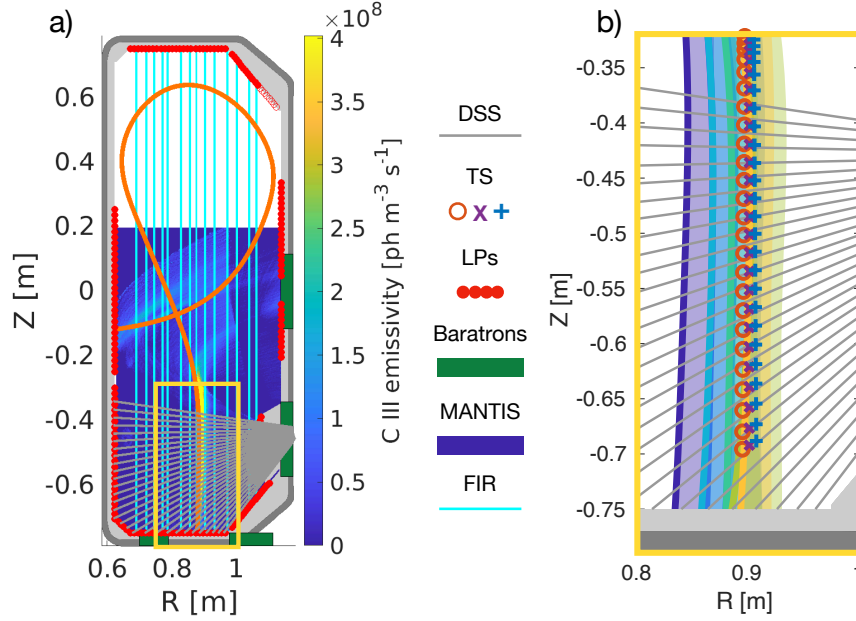 a)
×10⁸
4
3.5
3
2.5
2
1.5
1
0.5
0
C III emissivity [ph m⁻³ s⁻¹]
0.6
0.4
0.2
0
-0.2
-0.4
-0.6
Z [m]
0.6 0.8 1
R [m]
DSS
TS
LPs
Baratrons
MANTIS
FIR
b)
-0.35
-0.4
-0.45
-0.5
-0.55
-0.6
-0.65
-0.7
-0.75
Z [m]
0.8 0.9 1
R [m]